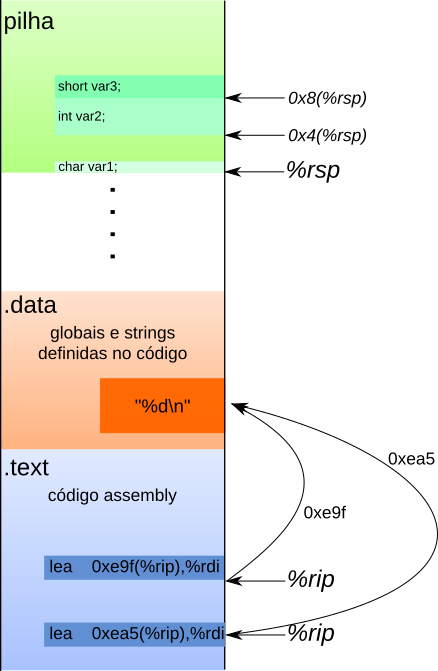 pilha
short var3;
0x8(%rsp)
int var2;
0x4(%rsp)
char var1;
%rsp
.data
globais e strings
definidas no código
"%d\n"
0xea5
.text
código assembly
0xe9f
lea 0xe9f(%rip),%rdi
%rip
lea 0xea5(%rip),%rdi
%rip